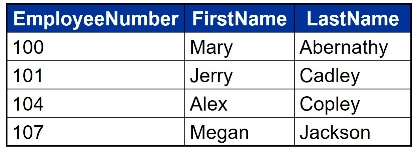 EmployeeNumber FirstName LastName
100 Mary Abernathy
101 Jerry Cadley
104 Alex Copley
107 Megan Jackson